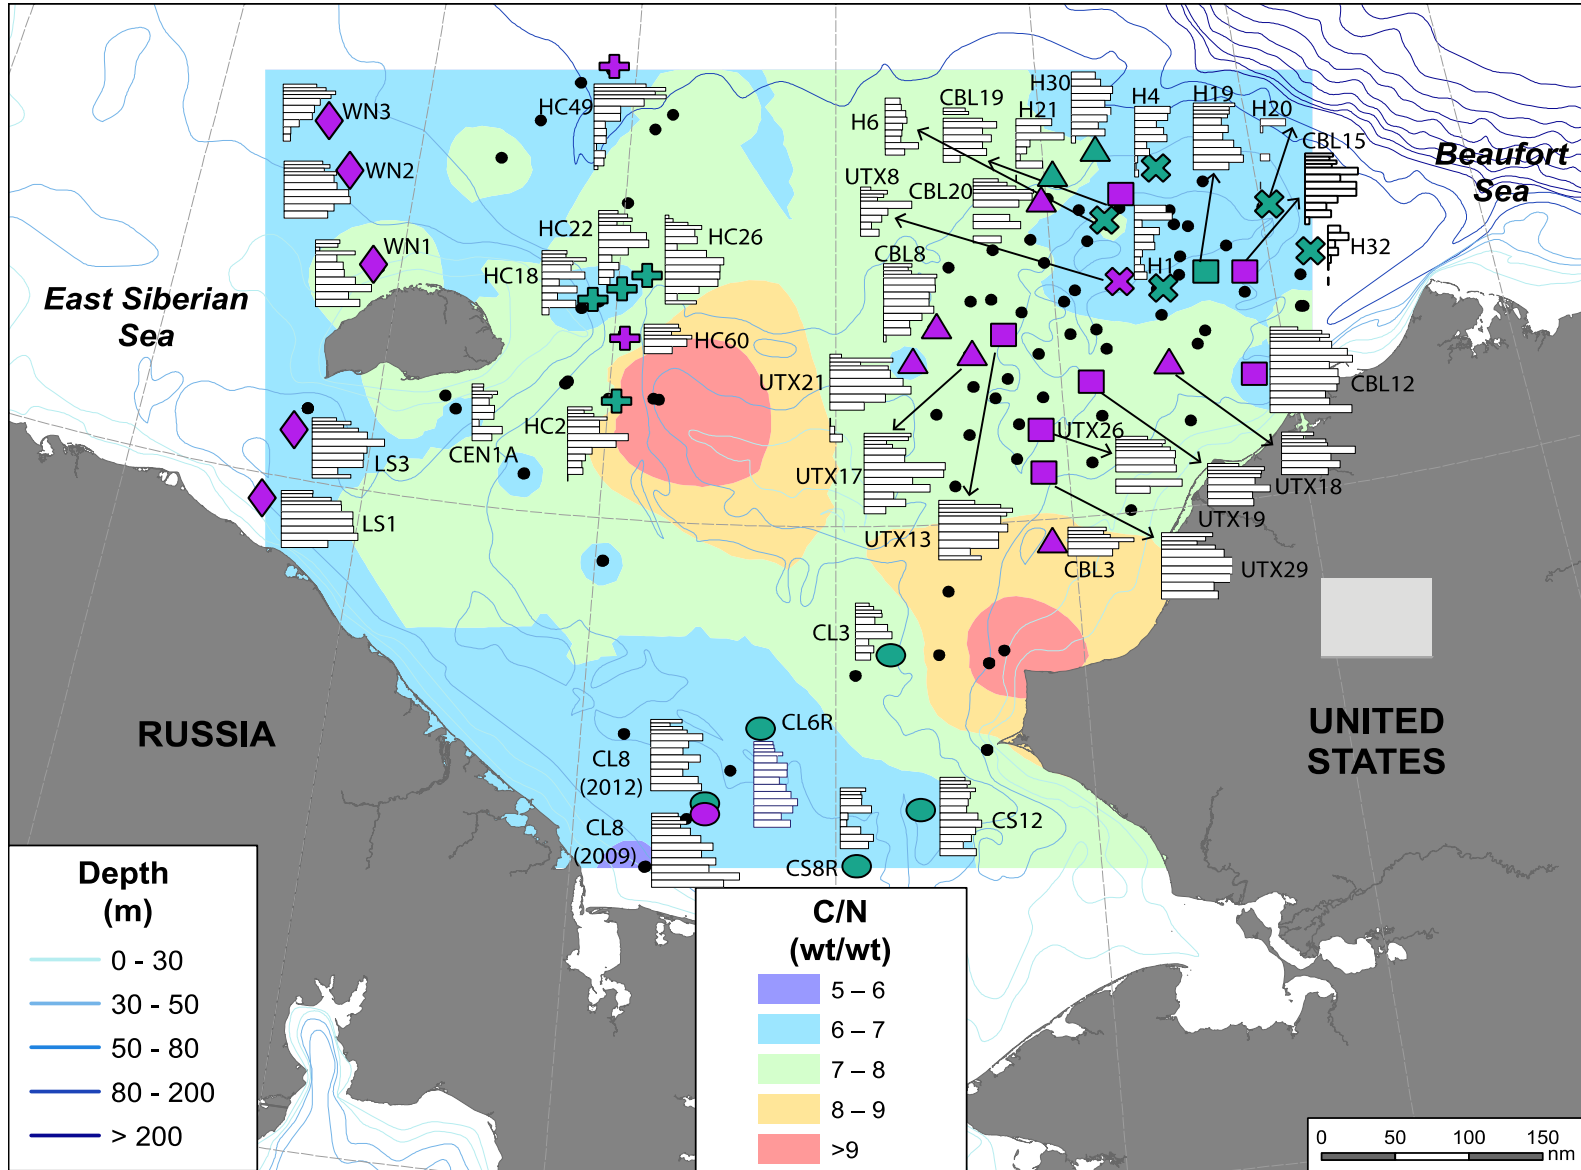 WN3
HC49
H6
CBL19
H30
H21
H4
H19
H20
CBL15
Beaufort
Sea
WN2
UTX8
CBL20
HC22
HC26
H32
WN1
HC18
CBL8
H1
East Siberian
Sea
HC60
UTX21
CBL12
CEN1A
HC2
UTX26
LS3
UTX17
UTX18
LS1
UTX19
UTX13
CBL3
UTX29
CL3
RUSSIA
UNITED
STATES
CL6R
CL8
(2012)
CL8
(2009)
CS12
CS8R
Depth
(m)
0 - 30
30 - 50
50 - 80
80 - 200
> 200
C/N
(wt/wt)
5 – 6
6 – 7
7 – 8
8 – 9
>9
0 50 100 150
nm